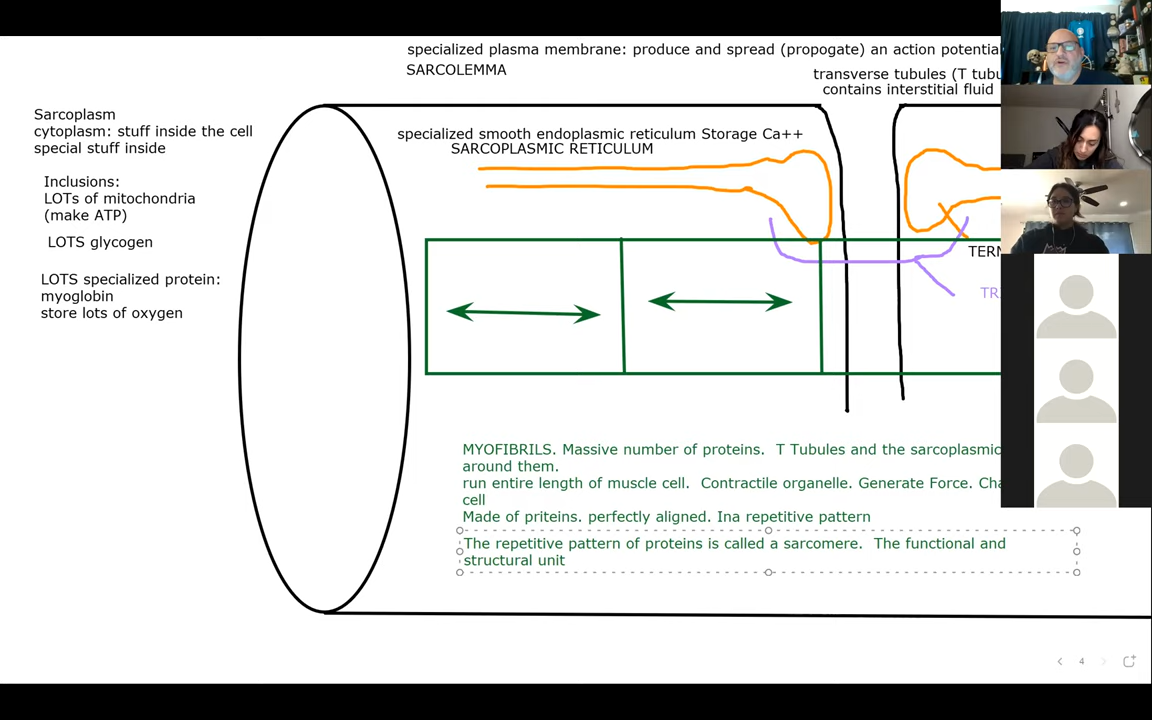 specialized plasma membrane: produce and spread (propogate) an action potentia
SARCOLEMMA
transverse tubules (T tubu
contains interstitial fluid
Sarcoplasm
cytoplasm: stuff inside the cell
special stuff inside
specialized smooth endoplasmic reticulum Storage Ca++
SARCOPLASMIC RETICULUM
Inclusions:
LOTs of mitochondria
(make ATP)
LOTS glycogen
TERM
LOTS specialized protein:
myoglobin
store lots of oxygen
TR
MYOFIBRILS. Massive number of proteins. T Tubules and the sarcoplasmic
around them.
run entire length of muscle cell. Contractile organelle. Generate Force. Cha
cell
Made of priteins. perfectly aligned. Ina repetitive pattern
The repetitive pattern of proteins is called a sarcomere. The functional and
structural unit
4